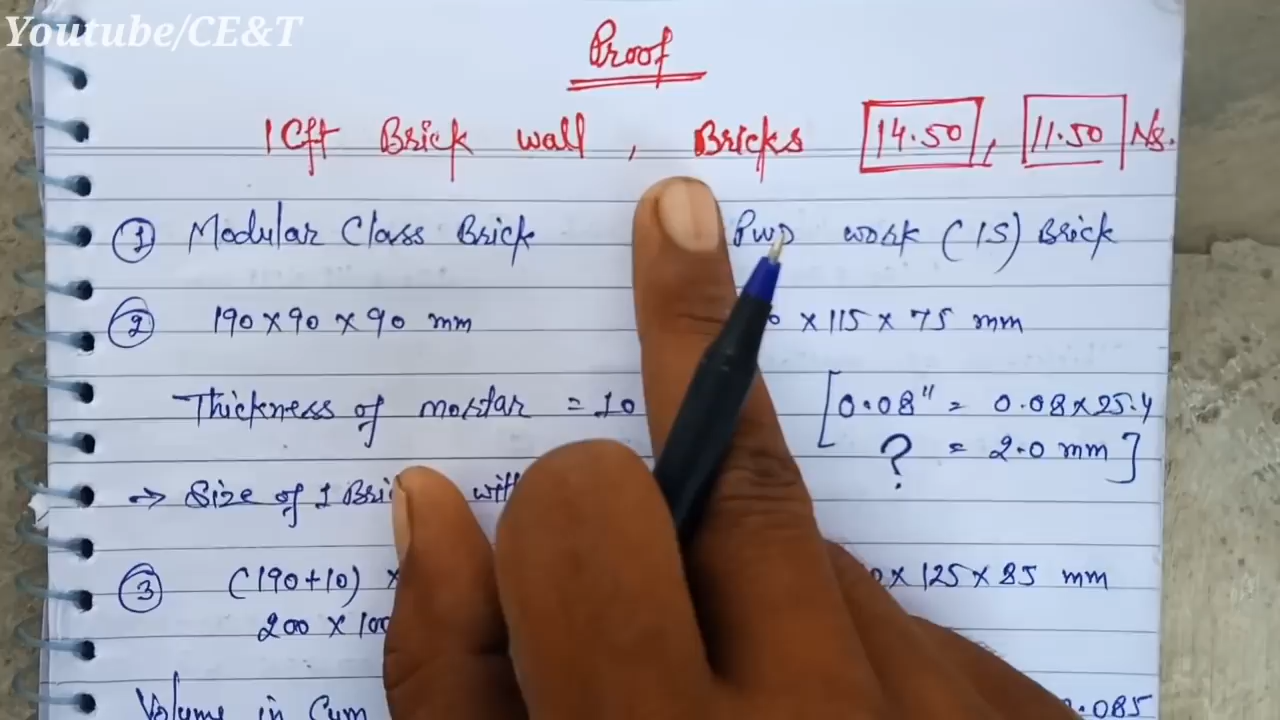 Youtube/CE&T
Proof
1 Cft Brick wall , Bricks 14.50 , 11.50 Ns.
① Modular Class Brick PWD work (IS) Brick
② 190 × 90 × 90 mm × 115 × 75 mm
Thickness of mortar = 10 [0.08" = 0.08 × 25.4
? = 2.0 mm]
→ Size of 1 Bri
③ (190+10) × × 125 × 85 mm
200 × 100
Volume in Cum .085